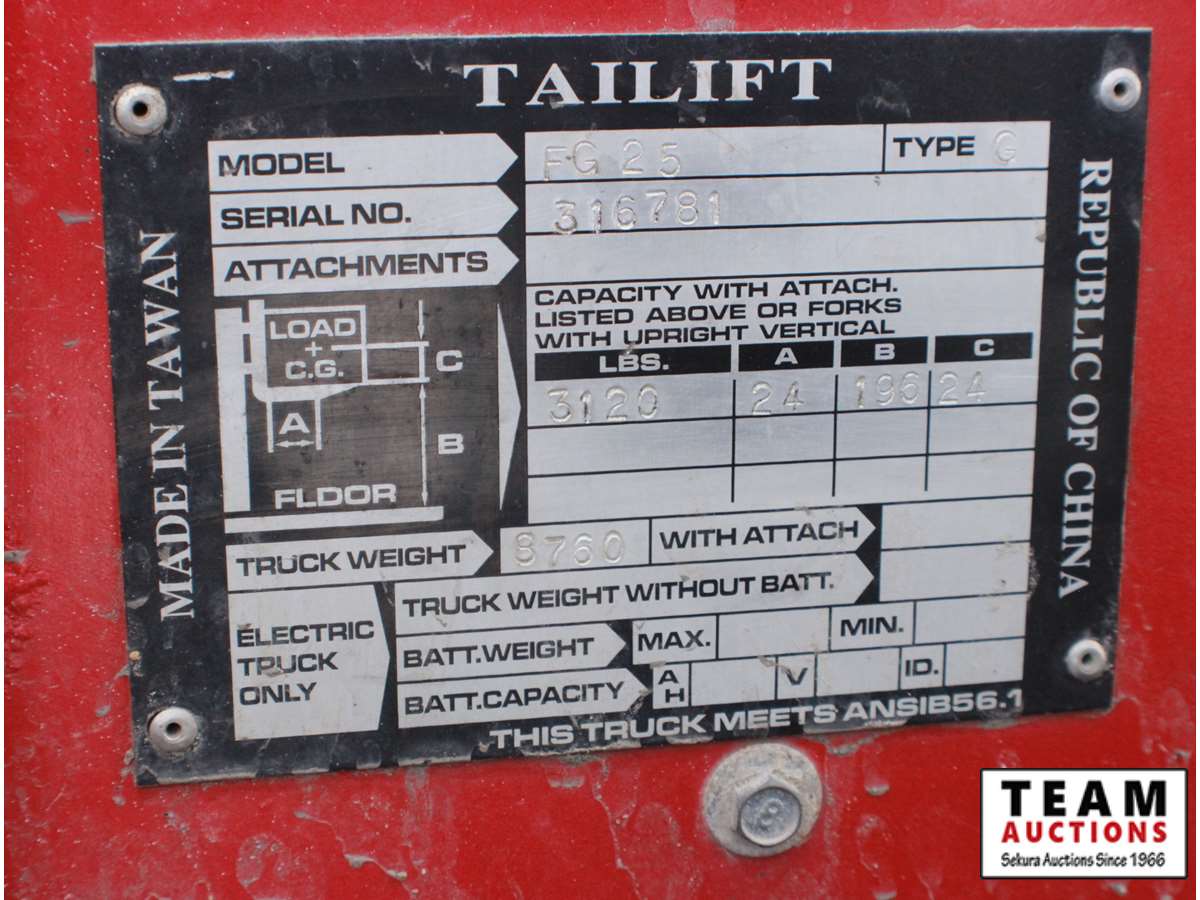 TAILIFT
MADE IN TAWAN
REPUBLIC OF CHINA
MODEL FG 25 TYPE G
SERIAL NO. 316781
ATTACHMENTS
CAPACITY WITH ATTACH.
LISTED ABOVE OR FORKS
WITH UPRIGHT VERTICAL
LBS. A B C
3120 24 196 24
LOAD
+
C.G.
C
A
B
FLDOR
TRUCK WEIGHT 8760 WITH ATTACH
ELECTRIC
TRUCK
ONLY
TRUCK WEIGHT WITHOUT BATT.
BATT.WEIGHT MAX. MIN.
BATT.CAPACITY AH V ID.
THIS TRUCK MEETS ANSIB56.1
TEAM
AUCTIONS
Sekura Auctions Since 1966